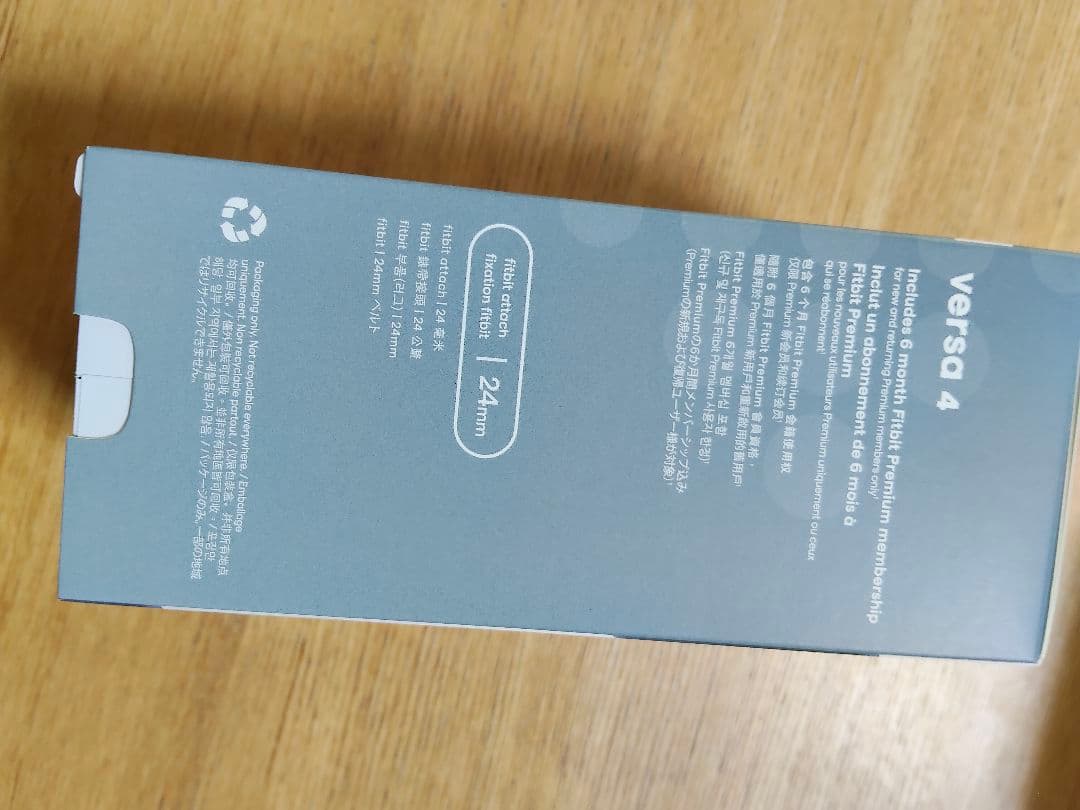 versa 4
Includes 6 month Fitbit Premium membership
for new and returning Premium members only¹
Inclut un abonnement de 6 mois à
Fitbit Premium
pour les nouveaux utilisateurs Premium uniquement ou ceux
qui se réabonnent¹
包含 6 个月 Fitbit Premium 会籍使用权
仅限 Premium 新会员和续订会员¹
隨附 6 個月 Fitbit Premium 會員資格，
僅適用於 Premium 新用戶和重新啟用的舊用戶¹
Fitbit Premium 6개월 멤버십 포함
(신규 및 재구독 Fitbit Premium 사용자 한정)¹
Fitbit Premiumの6か月間メンバーシップ込み
(Premiumの新規および復帰ユーザー様が対象)¹
fitbit attach
fixation fitbit
24mm
fitbit attach | 24 毫米
fitbit 錶帶接頭 | 24 公釐
fitbit 부품(러그) | 24mm
fitbit | 24mm ベルト
Packaging only. Not recyclable everywhere. / Emballage
uniquement. Non recyclable partout. / 仅限包装盒。并非所有地点
均可回收。/ 僅外包裝可回收。並非所有地區皆可回收。/ 포장만
해당. 일부 지역에서는 재활용되지 않음. / パッケージのみ。一部の地域
ではリサイクルできません。